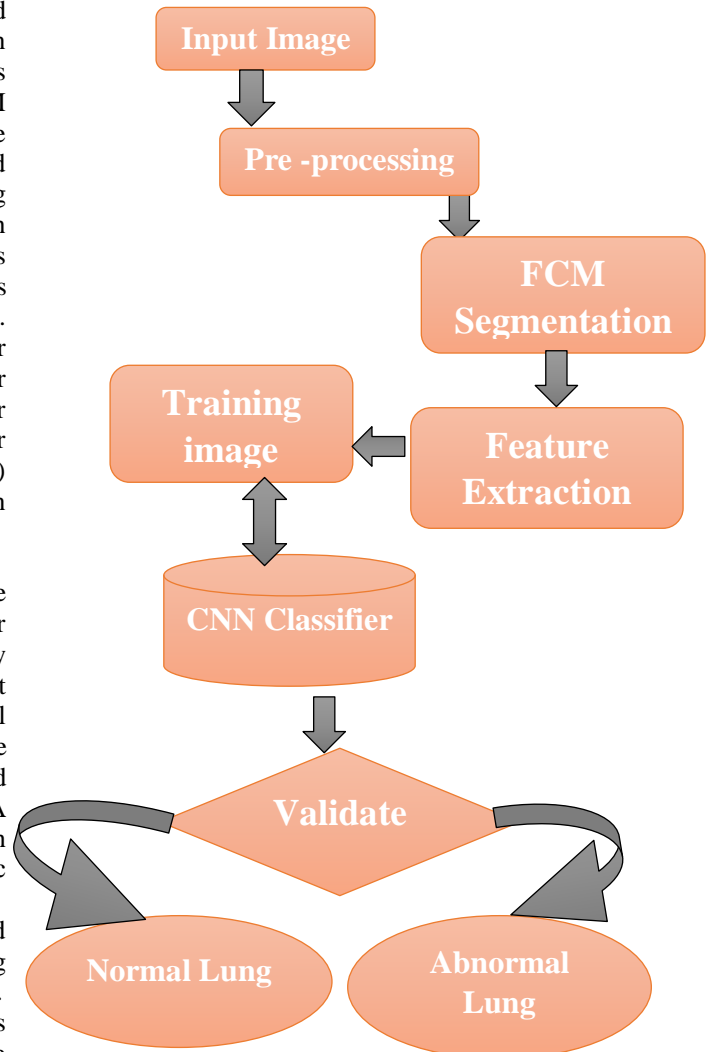 Input Image
Pre -processing
FCM
Segmentation
Training
image
Feature
Extraction
CNN Classifier
Validate
Normal Lung
Abnormal
Lung